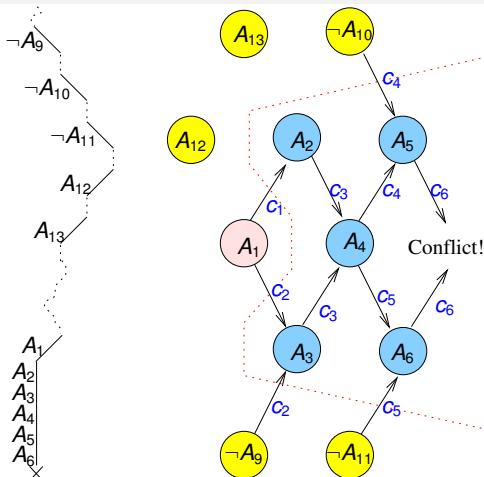 ¬A₉
¬A₁₀
¬A₁₁
A₁₂
A₁₃
A₁
A₂
A₃
A₄
A₅
A₆
A₁₃
¬A₁₀
c₄
A₁₂
A₂
A₅
c₁
c₃
c₄
c₆
A₁
A₄
Conflict!
c₂
c₃
c₅
c₆
A₃
A₆
c₂
c₅
¬A₉
¬A₁₁